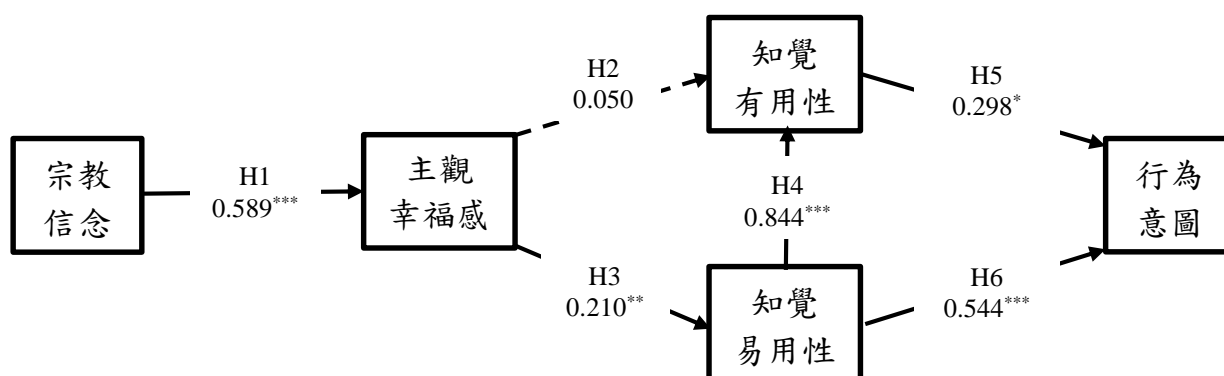 宗教
信念
H1
0.589***
主觀
幸福感
H2
0.050
H3
0.210**
知覺
有用性
H4
0.844***
知覺
易用性
H5
0.298*
H6
0.544***
行為
意圖